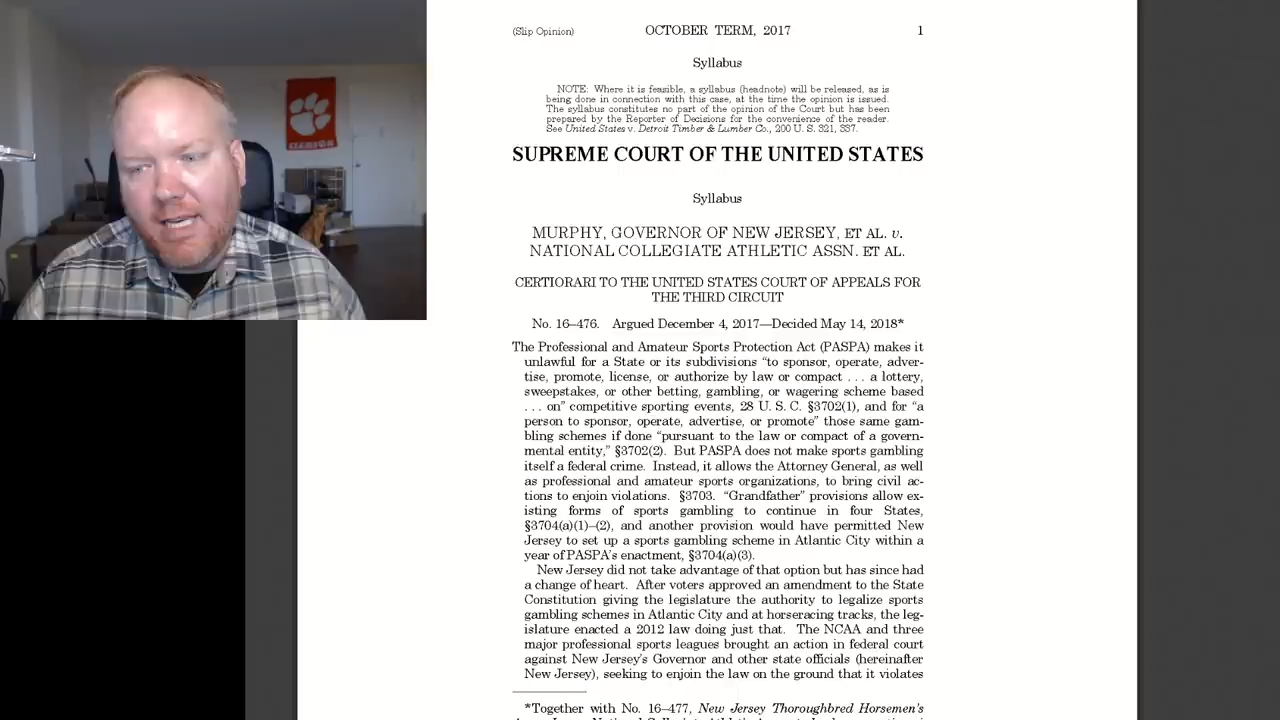 CLEMSON
(Slip Opinion) OCTOBER TERM, 2017 1
Syllabus
NOTE: Where it is feasible, a syllabus (headnote) will be released, as is
being done in connection with this case, at the time the opinion is issued.
The syllabus constitutes no part of the opinion of the Court but has been
prepared by the Reporter of Decisions for the convenience of the reader.
See United States v. Detroit Timber & Lumber Co., 200 U. S. 321, 337.
SUPREME COURT OF THE UNITED STATES
Syllabus
MURPHY, GOVERNOR OF NEW JERSEY, ET AL. v.
NATIONAL COLLEGIATE ATHLETIC ASSN. ET AL.
CERTIORARI TO THE UNITED STATES COURT OF APPEALS FOR
THE THIRD CIRCUIT
No. 16–476. Argued December 4, 2017—Decided May 14, 2018*
The Professional and Amateur Sports Protection Act (PASPA) makes it
unlawful for a State or its subdivisions “to sponsor, operate, adver-
tise, promote, license, or authorize by law or compact . . . a lottery,
sweepstakes, or other betting, gambling, or wagering scheme based
. . . on” competitive sporting events, 28 U. S. C. §3702(1), and for “a
person to sponsor, operate, advertise, or promote” those same gam-
bling schemes if done “pursuant to the law or compact of a govern-
mental entity,” §3702(2). But PASPA does not make sports gambling
itself a federal crime. Instead, it allows the Attorney General, as well
as professional and amateur sports organizations, to bring civil ac-
tions to enjoin violations. §3703. “Grandfather” provisions allow ex-
isting forms of sports gambling to continue in four States,
§3704(a)(1)–(2), and another provision would have permitted New
Jersey to set up a sports gambling scheme in Atlantic City within a
year of PASPA’s enactment, §3704(a)(3).
New Jersey did not take advantage of that option but has since had
a change of heart. After voters approved an amendment to the State
Constitution giving the legislature the authority to legalize sports
gambling schemes in Atlantic City and at horseracing tracks, the leg-
islature enacted a 2012 law doing just that. The NCAA and three
major professional sports leagues brought an action in federal court
against New Jersey’s Governor and other state officials (hereinafter
New Jersey), seeking to enjoin the law on the ground that it violates
*Together with No. 16–477, New Jersey Thoroughbred Horsemen’s